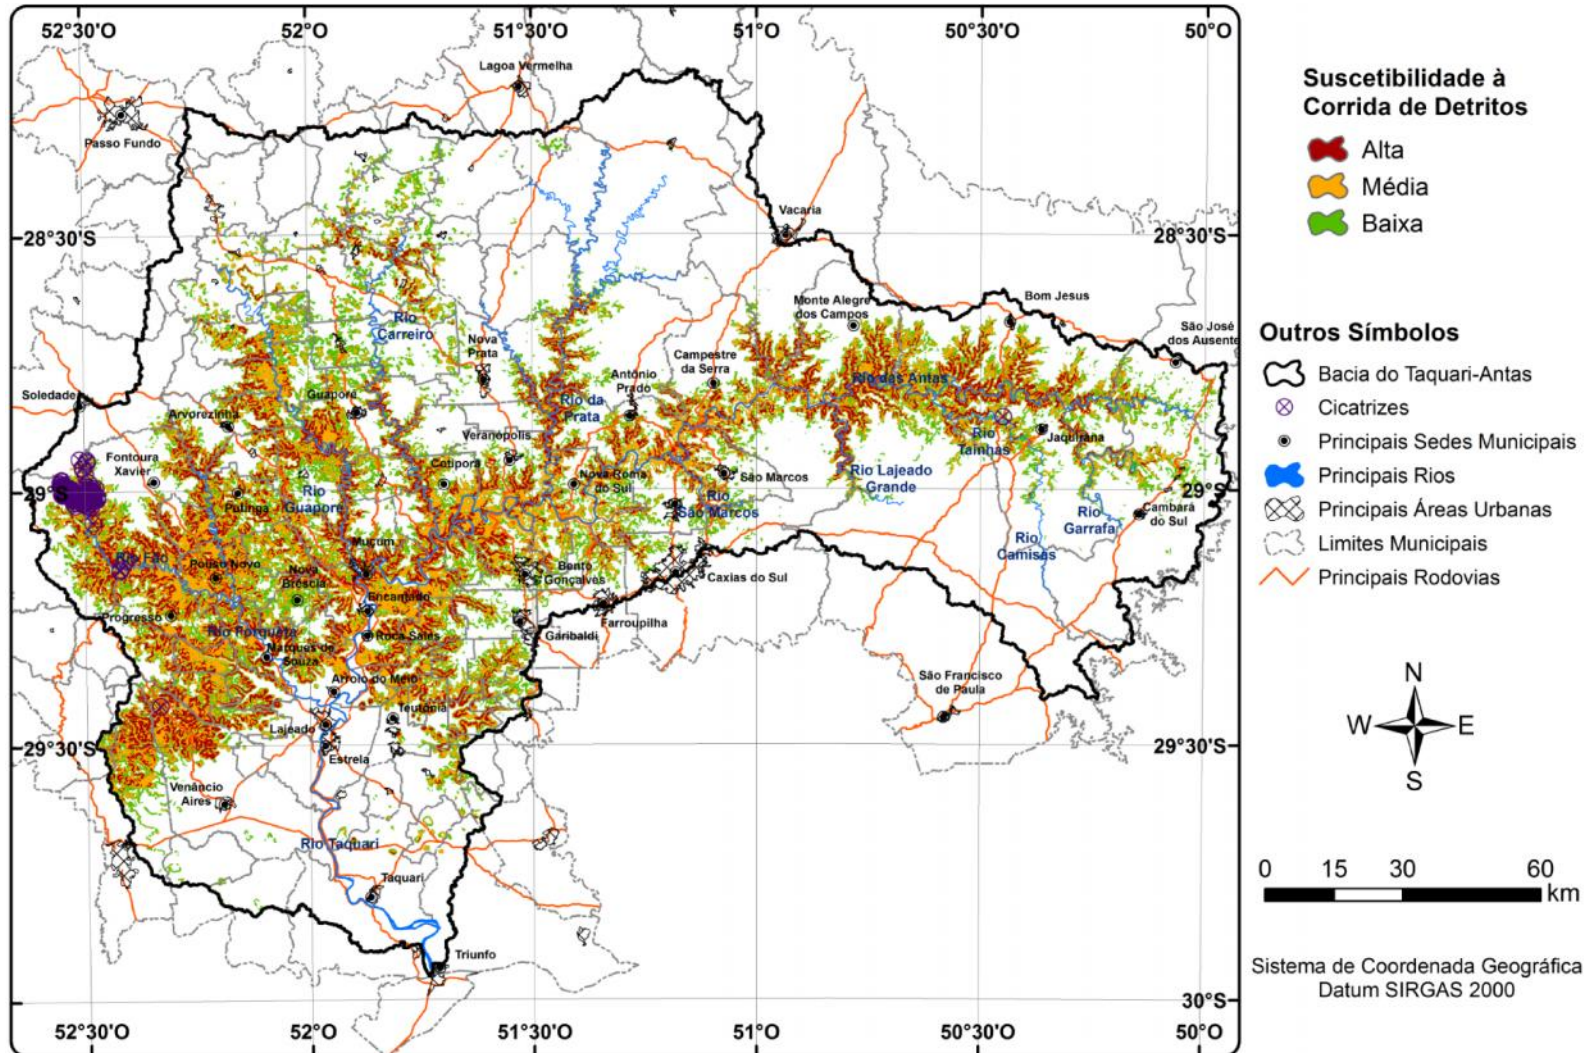 52°30'O
52°0'
51°30'O
51°O
50°30'O
50°O
Lagoa Vermelha
Passo Fundo
Vacaria
28°30'S
28°30'S
Monte Alegre
dos Campos
Bom Jesus
São José
dos Ausente
Rio
Carreiro
Nova
Prata
Campestre
da Serra
Antônio
Prado
Rio das Antas
Soledade
Guaporé
Rio da
Prata
Arvorezinha
Veranópolis
Rio
Tainhas
Jaquirana
Fontoura
Xavier
Cotiporã
Nova Roma
do Sul
São Marcos
Rio Lajeado
Grande
29°S
29°S
Putinga
Rio
Guaporé
Rio
São Marcos
Rio
Garrafa
Cambará
do Sul
Rio
Camisas
Muçum
Rio Fão
Pouso Novo
Nova
Bréscia
Bento
Gonçalves
Caxias do Sul
Encantado
Progresso
Farroupilha
Rio Forqueta
Roca Sales
Garibaldi
Marques de
Souza
Arroio do Meio
São Francisco
de Paula
Teutônia
Lajeado
29°30'S
29°30'S
Estrela
Venâncio
Aires
Rio Taquari
Taquari
Triunfo
30°S
52°30'O
52°O
51°30'O
51°O
50°30'O
50°O
Suscetibilidade à
Corrida de Detritos
Alta
Média
Baixa
Outros Símbolos
Bacia do Taquari-Antas
Cicatrizes
Principais Sedes Municipais
Principais Rios
Principais Áreas Urbanas
Limites Municipais
Principais Rodovias
N
W
E
S
0
15
30
60
km
Sistema de Coordenada Geográfica
Datum SIRGAS 2000